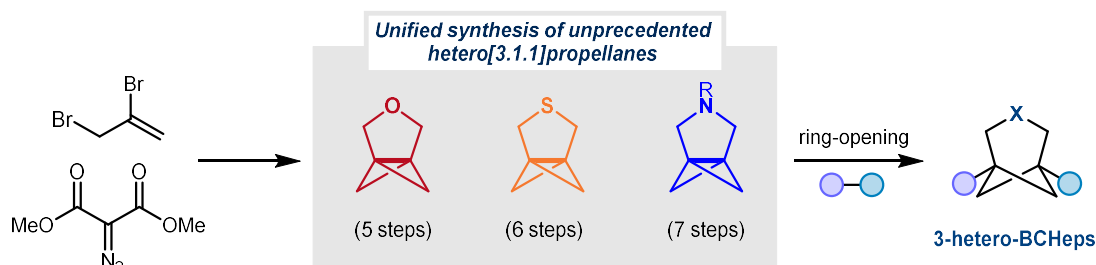 Unified synthesis of unprecedented
hetero[3.1.1]propellanes
Br
Br
O
O
MeO
OMe
N2
O
S
R
N
(5 steps)
(6 steps)
(7 steps)
ring-opening
X
3-hetero-BCHeps